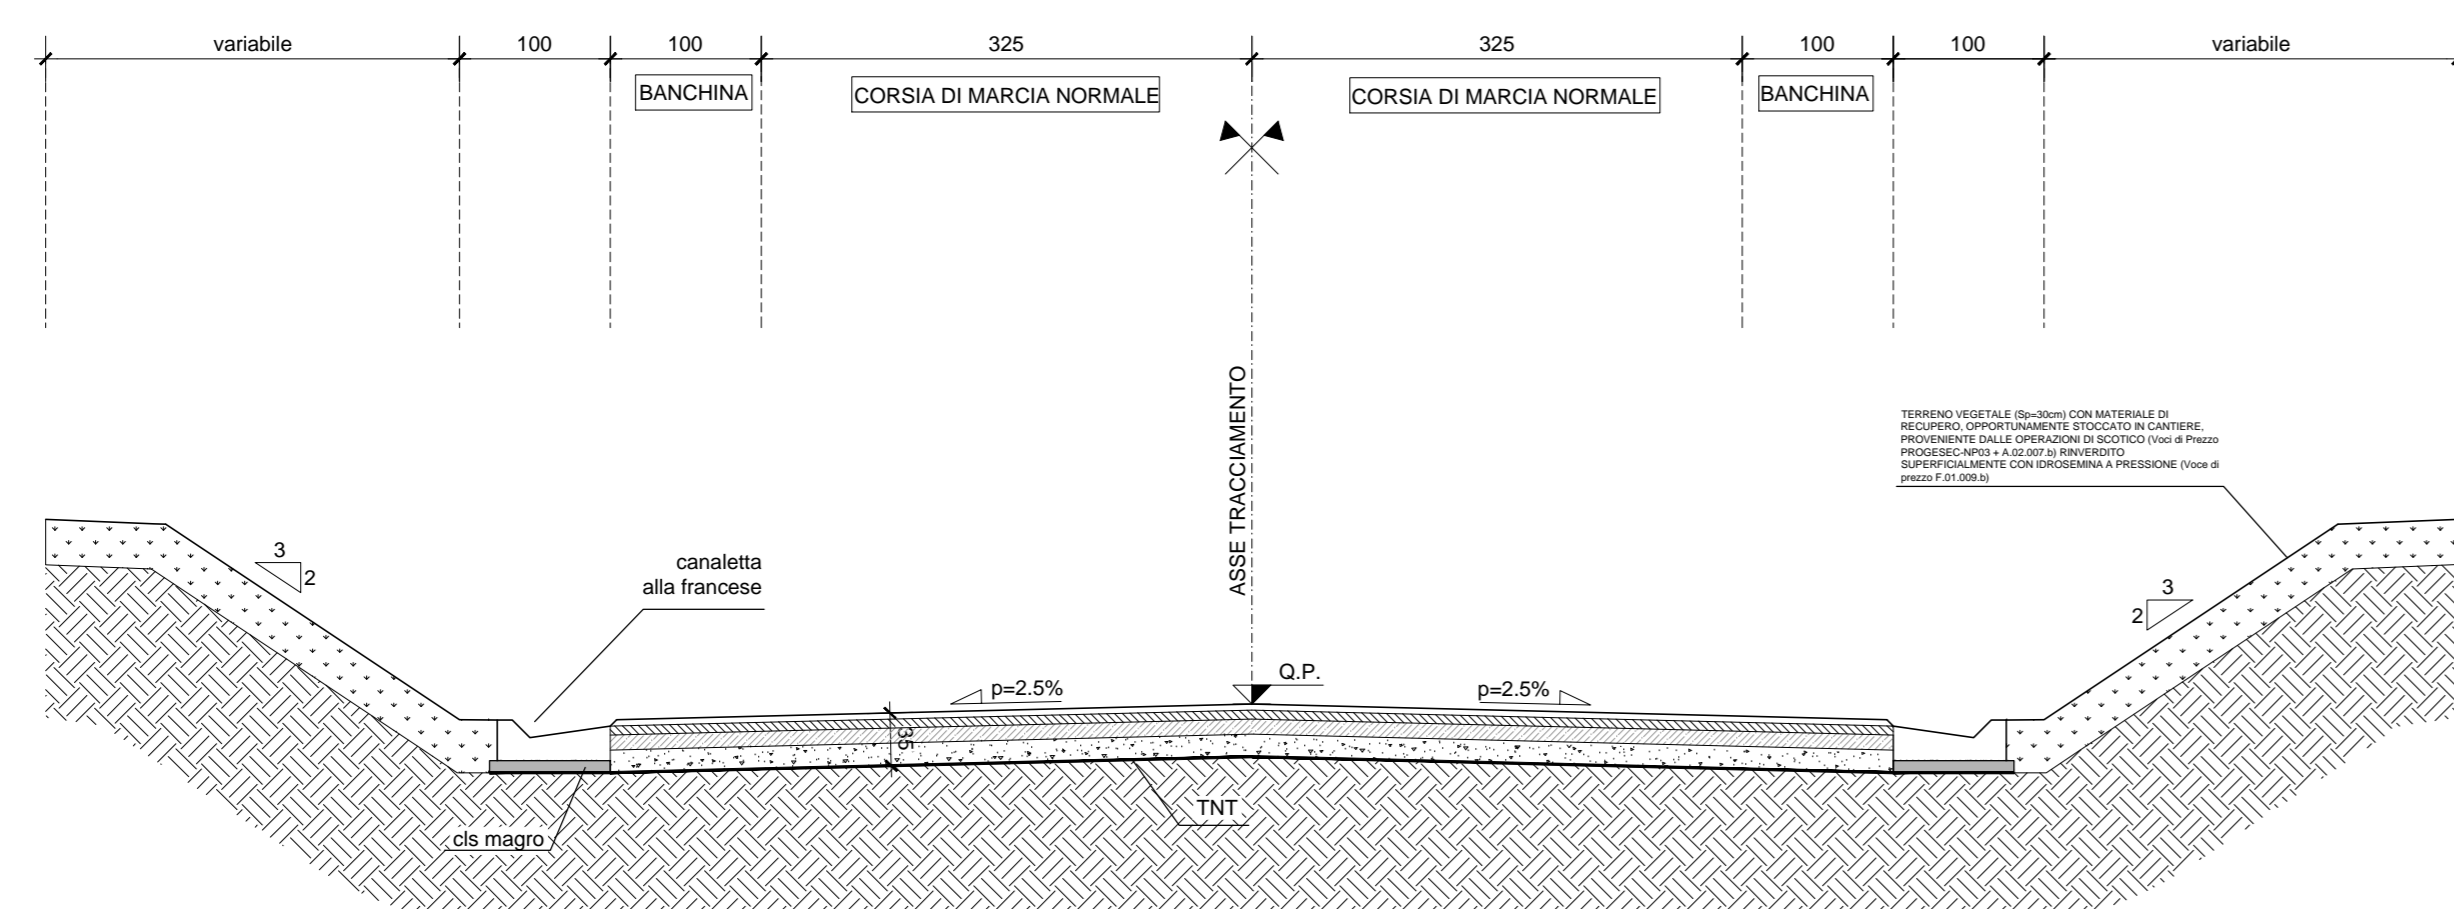 variabile
100
100
325
325
100
100
variabile
BANCHINA
CORSIA DI MARCIA NORMALE
CORSIA DI MARCIA NORMALE
BANCHINA
ASSE TRACCIAMENTO
TERRENO VEGETALE (Sp=30cm) CON MATERIALE DI
RECUPERO, OPPORTUNAMENTE STOCCATO IN CANTIERE,
PROVENIENTE DALLE OPERAZIONI DI SCOTICO (Voci di Prezzo
PROGESEC-NP03 + A.02.007.b) RINVERDITO
SUPERFICIALMENTE CON IDROSEMINA A PRESSIONE (Voce di
prezzo F.01.009.b)
3
2
canaletta
alla francese
3
2
p=2.5%
Q.P.
p=2.5%
35
TNT
cls magro